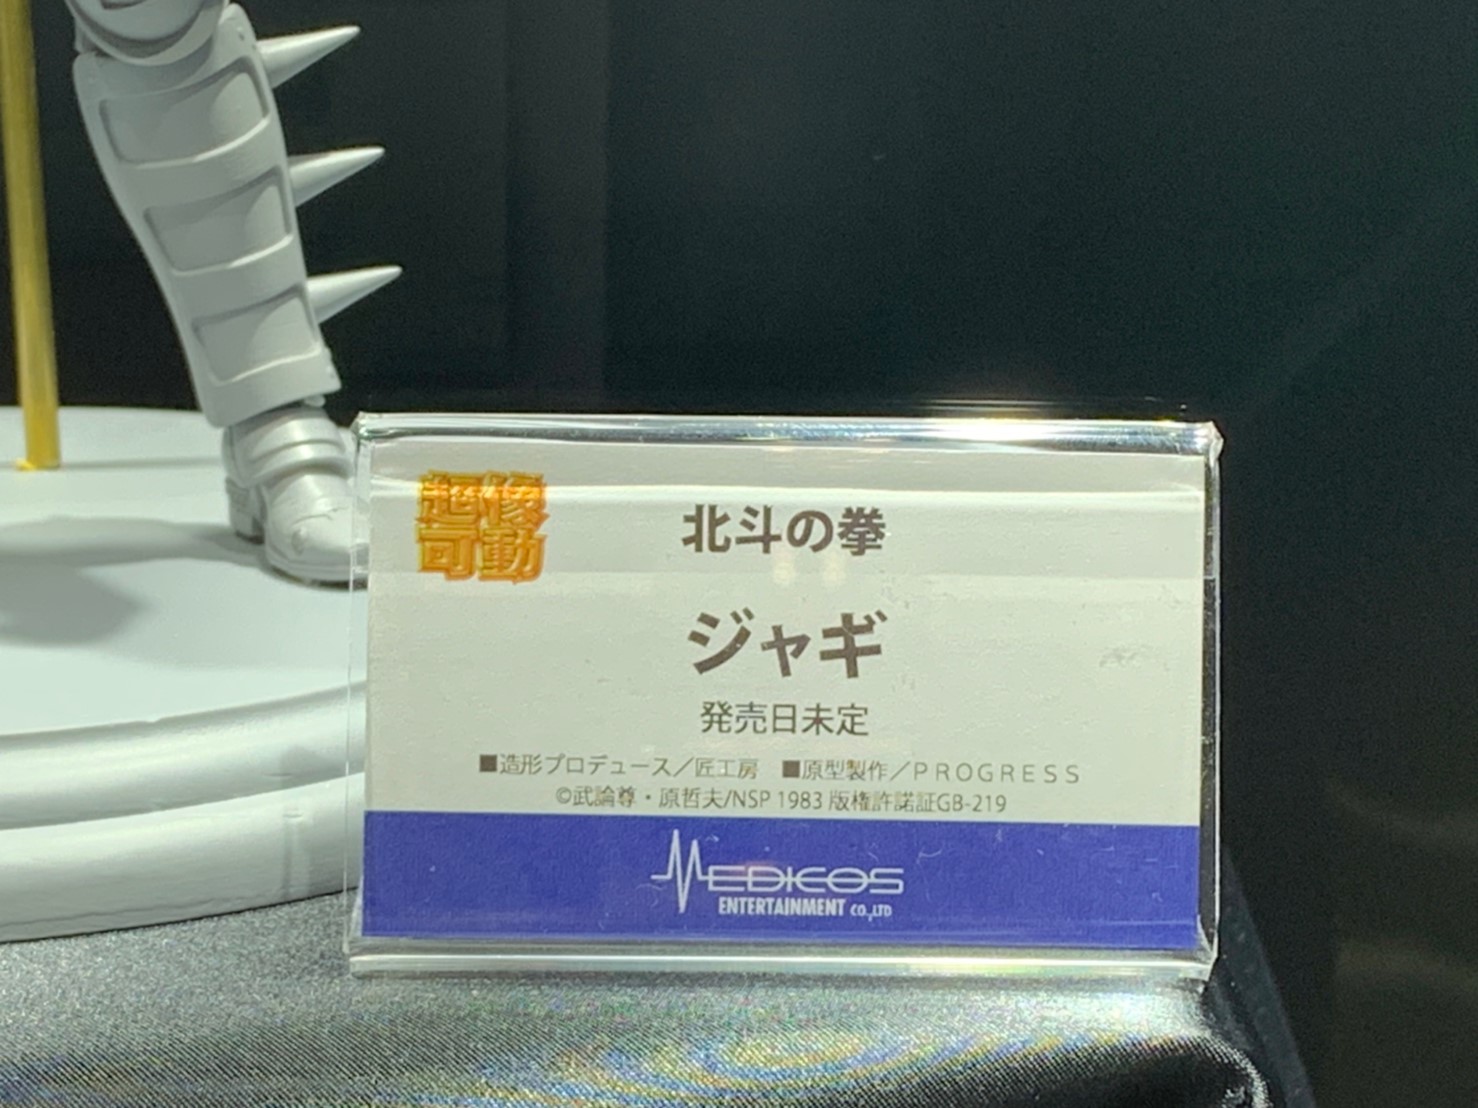 超像
可動
北斗の拳
ジャギ
発売日未定
■造形プロデュース／匠工房　■原型製作／PROGRESS
©武論尊・原哲夫/NSP 1983 版権許諾証GB-219
MEDICOS
ENTERTAINMENT CO.,LTD